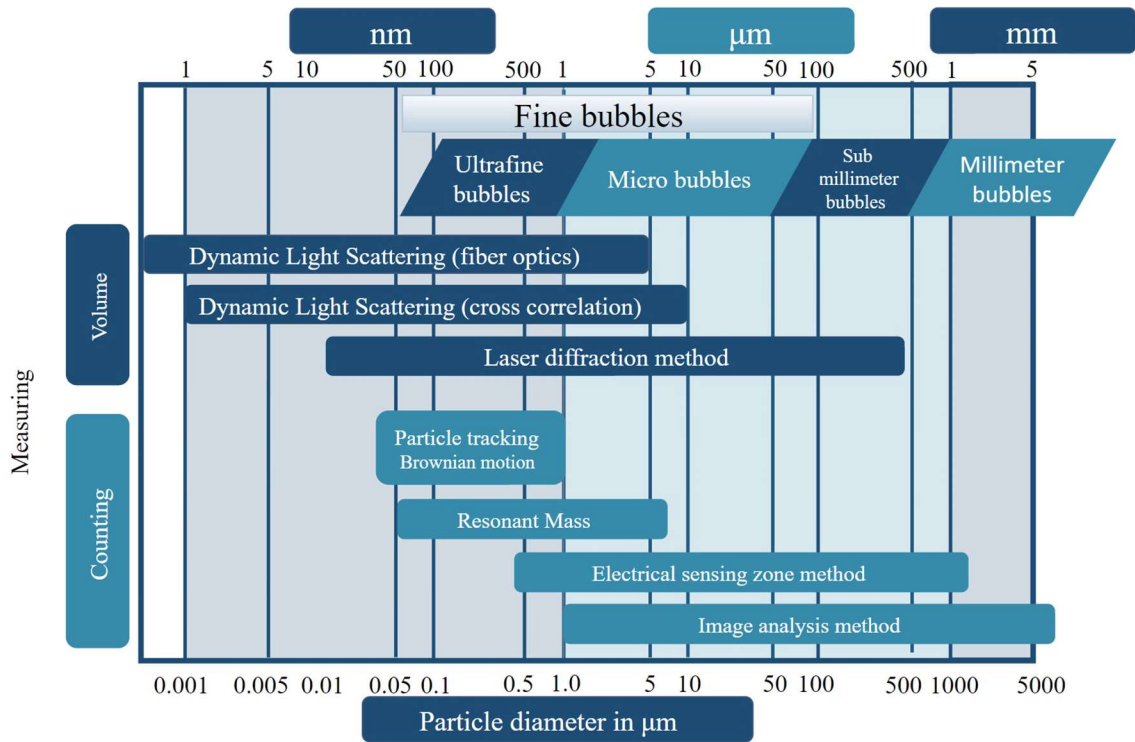 nm
μm
mm
1 5 10 50 100 500 1 5 10 50 100 500 1 5
Fine bubbles
Ultrafine
bubbles
Micro bubbles
Sub
millimeter
bubbles
Millimeter
bubbles
Measuring
Volume
Dynamic Light Scattering (fiber optics)
Dynamic Light Scattering (cross correlation)
Laser diffraction method
Counting
Particle tracking
Brownian motion
Resonant Mass
Electrical sensing zone method
Image analysis method
0.001 0.005 0.01 0.05 0.1 0.5 1.0 5 10 50 100 500 1000 5000
Particle diameter in μm